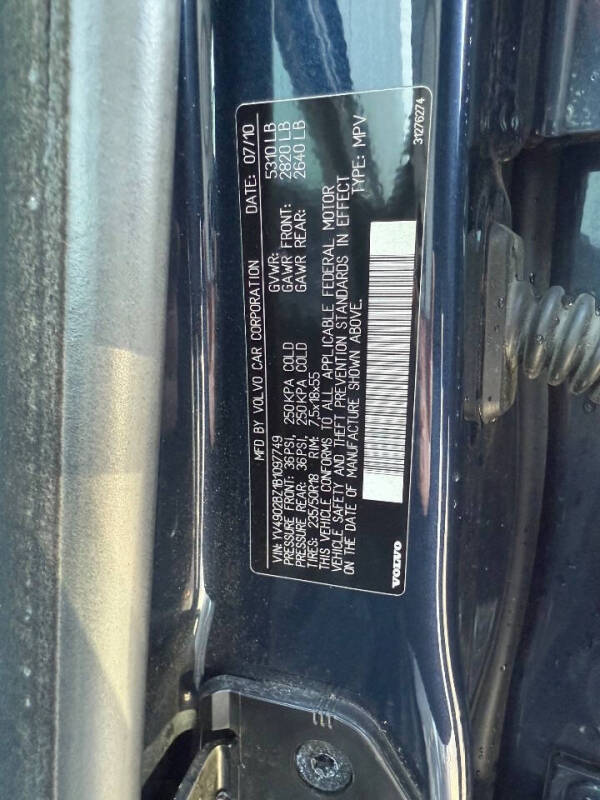 MFD BY VOLVO CAR CORPORATION DATE: 07/10
GVWR: 5310 LB
VIN: YV4902BZ1B1097749 GAWR FRONT: 2820 LB
PRESSURE FRONT: 36PSI, 250KPA COLD GAWR REAR: 2640 LB
PRESSURE REAR: 36PSI, 250KPA COLD
TIRES: 235/50R18 RIM: 7,5x18x55
THIS VEHICLE CONFORMS TO ALL APPLICABLE FEDERAL MOTOR
VEHICLE SAFETY AND THEFT PREVENTION STANDARDS IN EFFECT
ON THE DATE OF MANUFACTURE SHOWN ABOVE. TYPE: MPV
VOLVO 31276274